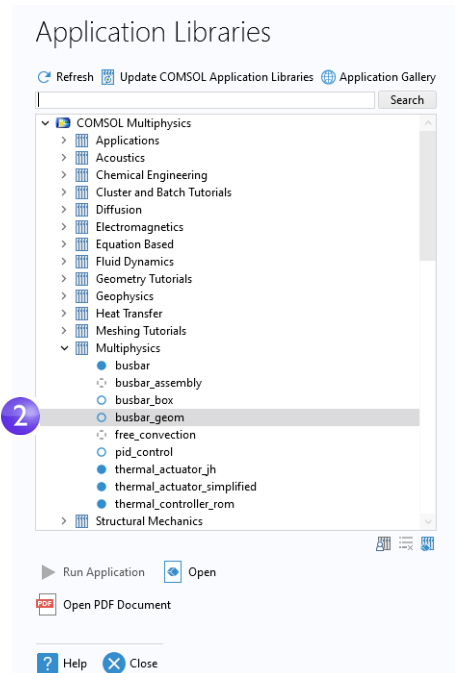 Application Libraries
Refresh Update COMSOL Application Libraries Application Gallery
Search
COMSOL Multiphysics
Applications
Acoustics
Chemical Engineering
Cluster and Batch Tutorials
Diffusion
Electromagnetics
Equation Based
Fluid Dynamics
Geometry Tutorials
Geophysics
Heat Transfer
Meshing Tutorials
Multiphysics
busbar
busbar_assembly
busbar_box
2 busbar_geom
free_convection
pid_control
thermal_actuator_jh
thermal_actuator_simplified
thermal_controller_rom
Structural Mechanics
Run Application Open
PDF Open PDF Document
? Help Close